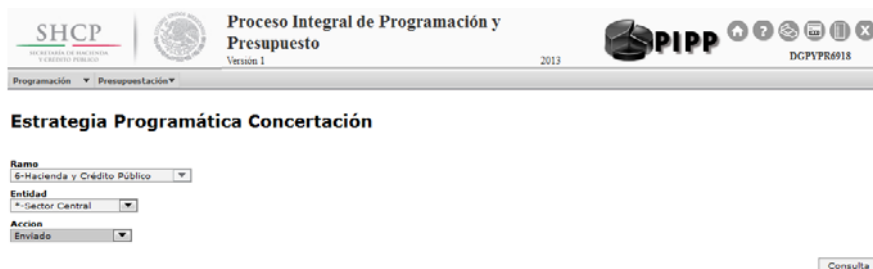 SHCP
SECRETARÍA DE HACIENDA
Y CRÉDITO PÚBLICO
Proceso Integral de Programación y
Presupuesto
Versión 1
2013
PIPP
DGPYPR6918
Programación
Presupuestación
Estrategia Programática Concertación
Ramo
6-Hacienda y Crédito Público
Entidad
*-Sector Central
Accion
Enviado
Consulta